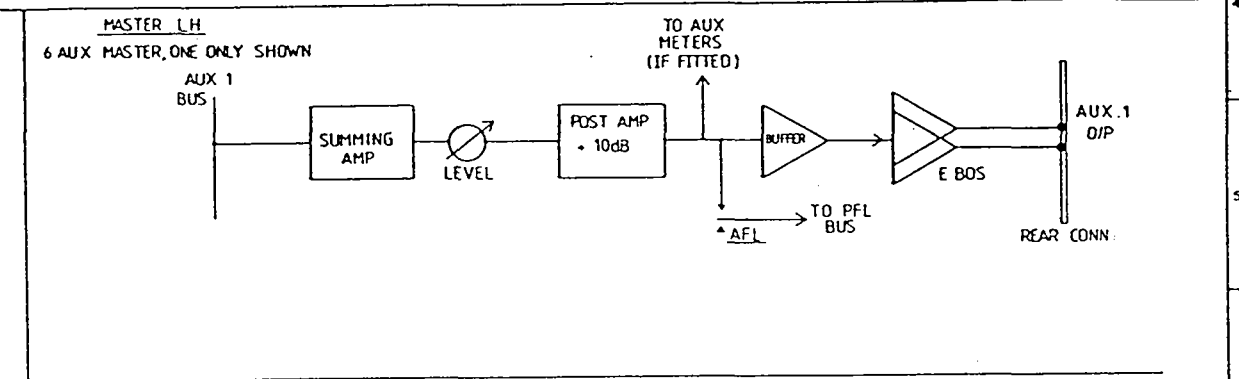 MASTER LH
6 AUX MASTER, ONE ONLY SHOWN
AUX 1
BUS
SUMMING
AMP
LEVEL
POST AMP
+ 10dB
TO AUX
METERS
(IF FITTED)
AFL
TO PFL
BUS
BUFFER
E BOS
AUX.1
O/P
REAR CONN